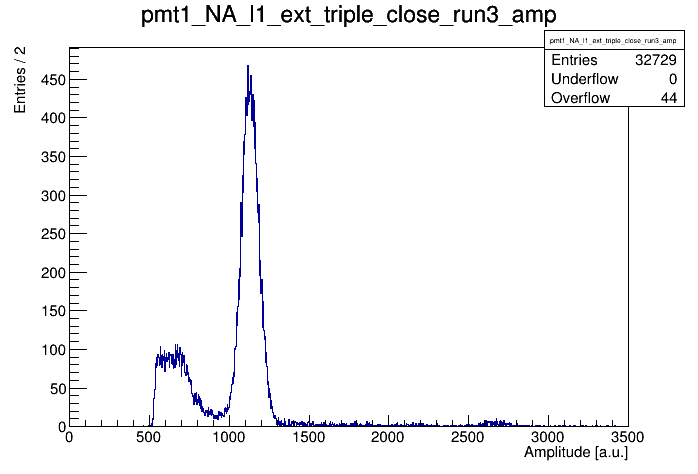 pmt1_NA_l1_ext_triple_close_run3_amp
pmt1_NA_l1_ext_triple_close_run3_amp
Entries 32729
Underflow 0
Overflow 44
Entries / 2
450
400
350
300
250
200
150
100
50
0
0 500 1000 1500 2000 2500 3000 3500
Amplitude [a.u.]